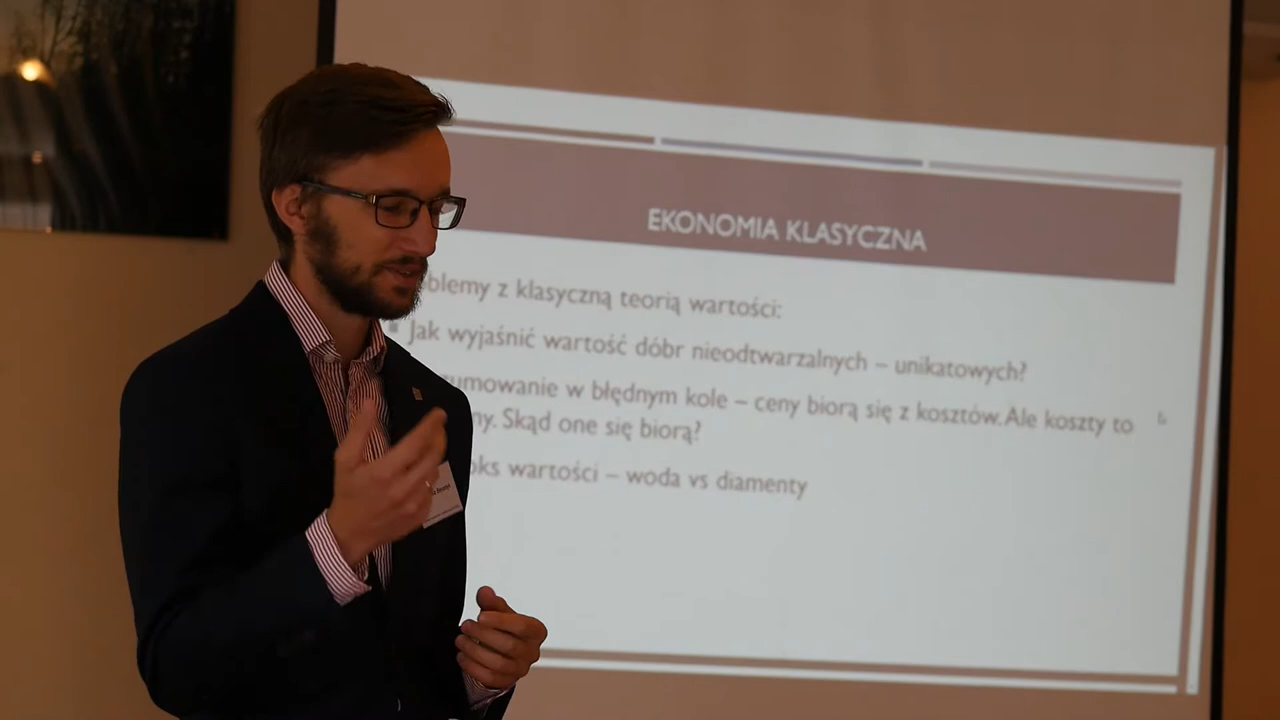 EKONOMIA KLASYCZNA
blemy z klasyczną teorią wartości:
Jak wyjaśnić wartość dóbr nieodtwarzalnych – unikatowych?
umowanie w błędnym kole – ceny biorą się z kosztów. Ale koszty to
ny. Skąd one się biorą?
oks wartości – woda vs diamenty